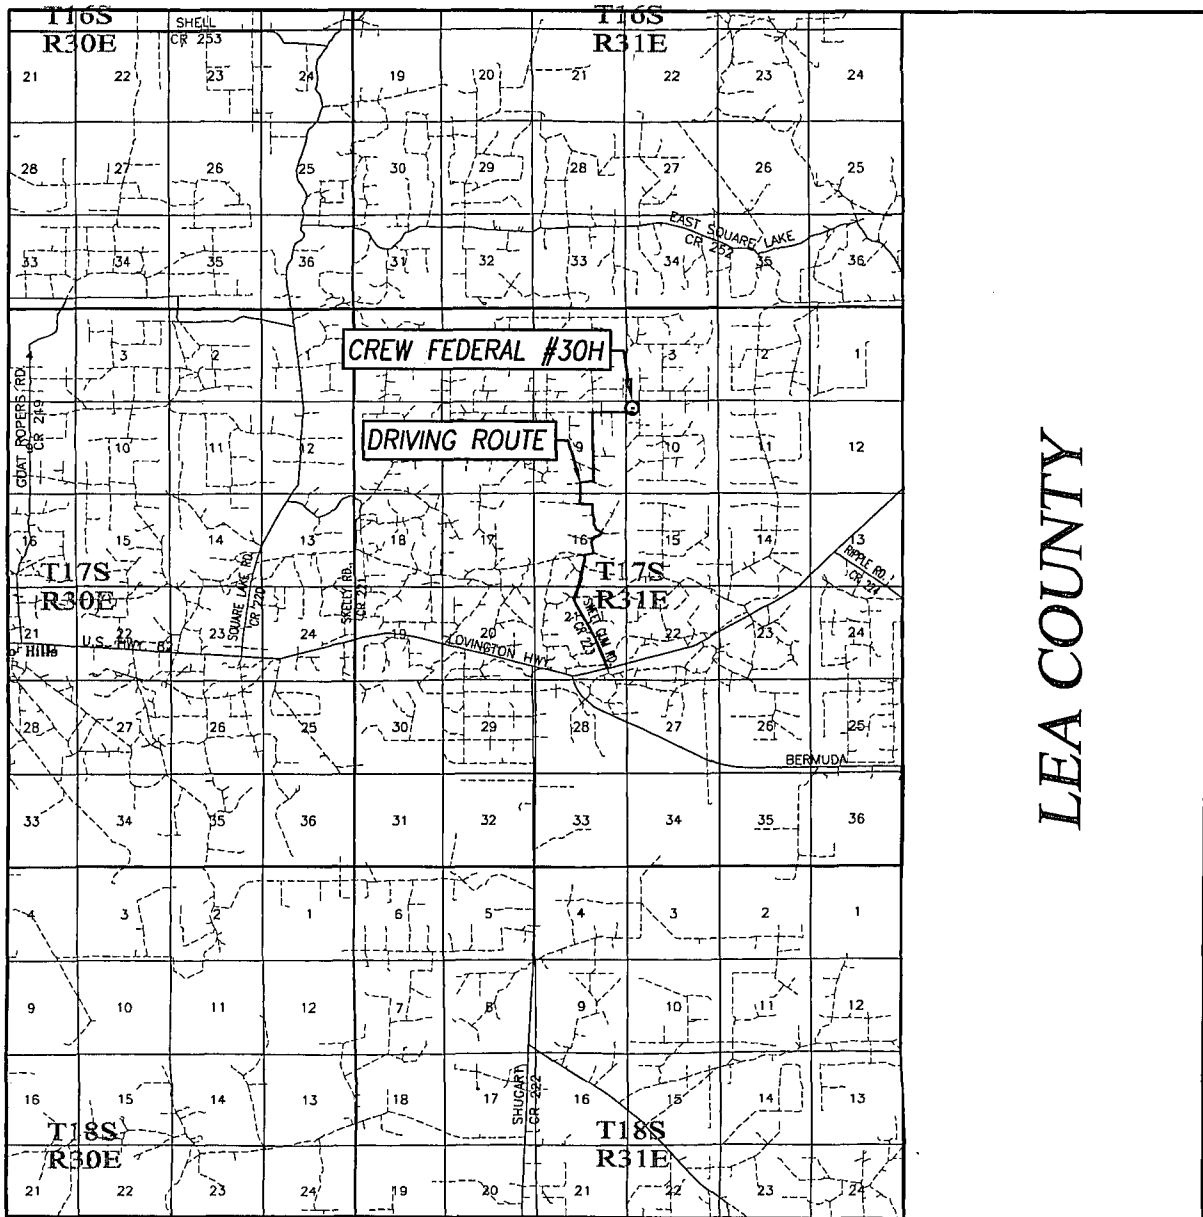 T16S
R30E
T16S
R31E
SHELL
CR 253
21 22 23 24 19 20 21 22 23 24
28 27 26 25 30 29 28 27 26 25
EAST SQUARE LAKE
CR 252
33 34 35 36 31 32 33 34 35 36
4 3 2 3 2 1
CREW FEDERAL #30H
GOAT ROPERS RD.
CR 249
DRIVING ROUTE
10 11 12 9 10 11 12
16 15 14 13 18 17 16 15 14 13
RIPPLE RD.
CR 224
T17S
R30E
T17S
R31E
SQUARE LAKE RD.
CR 220
SKELLY RD.
CR 221
CR 213
21 22 23 24 19 20 22 23 24
U.S. HWY 82
LOVINGTON HWY
Hills
28 27 26 25 30 29 28 27 26 25
BERMUDA
33 34 35 36 31 32 33 34 35 36
4 3 2 1 6 5 4 3 2 1
9 10 11 12 7 8 9 10 11 12
SHUGART
CR 222
16 15 14 13 18 17 16 15 14 13
T18S
R30E
T18S
R31E
21 22 23 24 19 20 21 22 23 24
LEA COUNTY